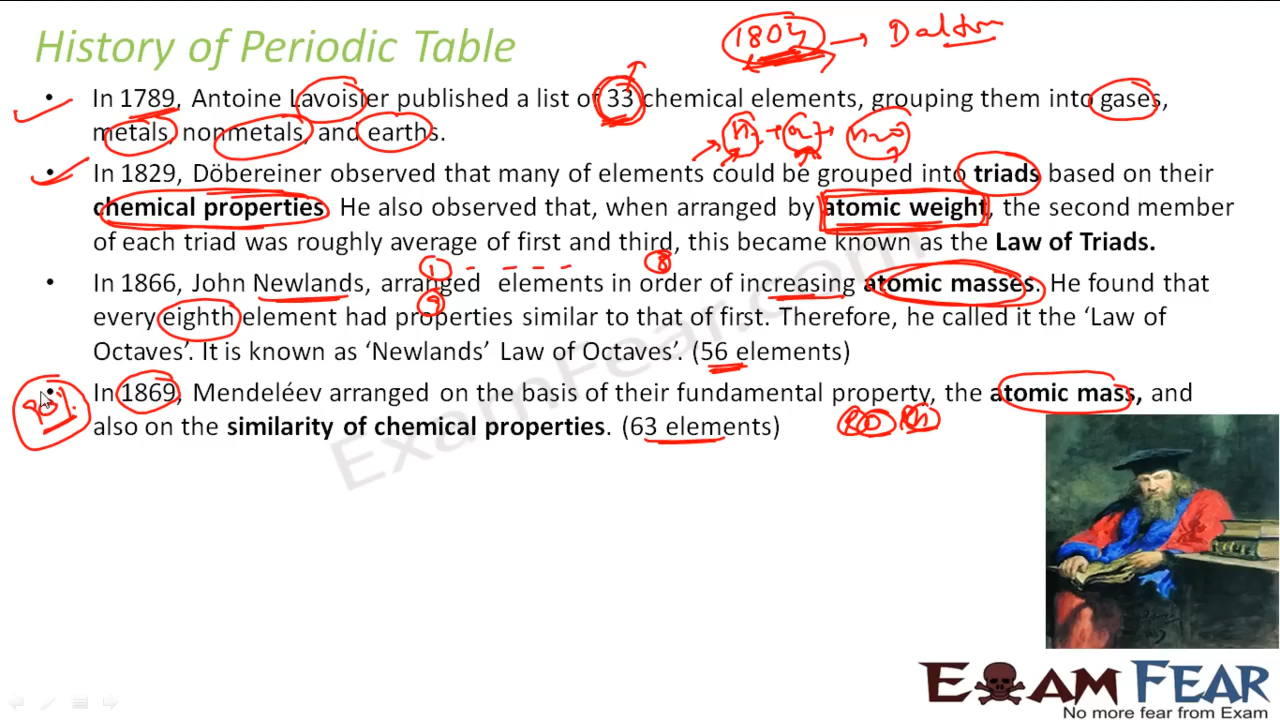 History of Periodic Table
1803 → Dalton
• In 1789, Antoine Lavoisier published a list of 33 chemical elements, grouping them into gases,
metals, nonmetals, and earths.
• In 1829, Döbereiner observed that many of elements could be grouped into triads based on their
chemical properties. He also observed that, when arranged by atomic weight, the second member
of each triad was roughly average of first and third, this became known as the Law of Triads.
1 8
• In 1866, John Newlands, arranged elements in order of increasing atomic masses. He found that
9
every eighth element had properties similar to that of first. Therefore, he called it the ‘Law of
Octaves’. It is known as ‘Newlands’ Law of Octaves’. (56 elements)
• In 1869, Mendeléev arranged on the basis of their fundamental property, the atomic mass, and
also on the similarity of chemical properties. (63 elements)
ExamFear.com
EXAM FEAR
No more fear from Exam